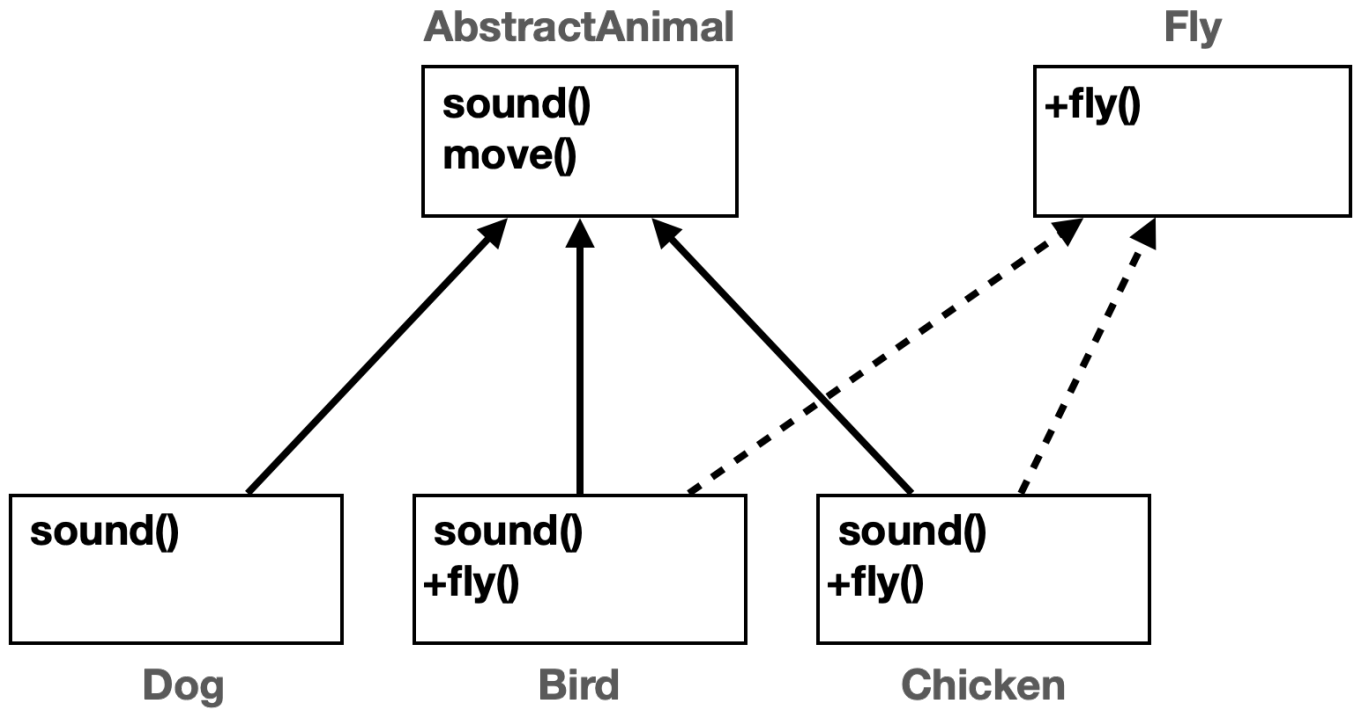 AbstractAnimal
Fly
sound()
move()
+fly()
sound()
sound()
+fly()
sound()
+fly()
Dog
Bird
Chicken